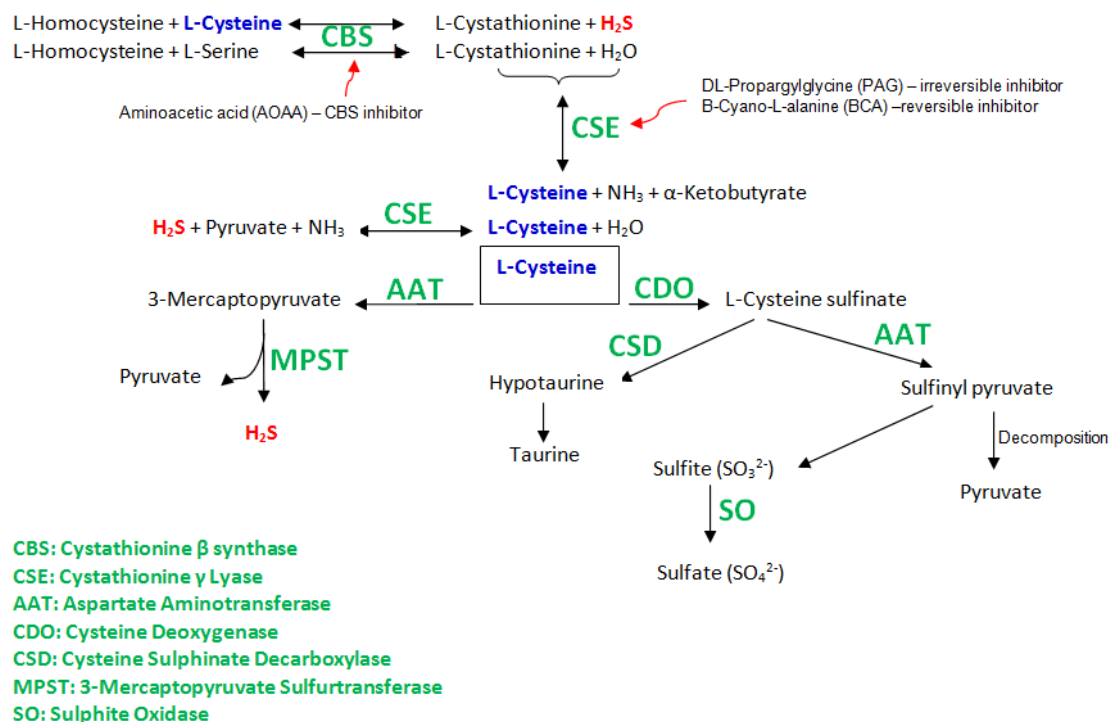 L-Homocysteine + L-Cysteine
CBS
L-Cystathionine + H₂S
L-Homocysteine + L-Serine
L-Cystathionine + H₂O
Aminoacetic acid (AOAA) – CBS inhibitor
DL-Propargylglycine (PAG) – irreversible inhibitor
B-Cyano-L-alanine (BCA) –reversible inhibitor
CSE
L-Cysteine + NH₃ + α-Ketobutyrate
H₂S + Pyruvate + NH₃
CSE
L-Cysteine + H₂O
L-Cysteine
3-Mercaptopyruvate
AAT
CDO
L-Cysteine sulfinate
MPST
Pyruvate
H₂S
CSD
AAT
Hypotaurine
Taurine
Sulfinyl pyruvate
Decomposition
Sulfite (SO₃²⁻)
Pyruvate
SO
Sulfate (SO₄²⁻)
CBS: Cystathionine β synthase
CSE: Cystathionine γ Lyase
AAT: Aspartate Aminotransferase
CDO: Cysteine Deoxygenase
CSD: Cysteine Sulphinate Decarboxylase
MPST: 3-Mercaptopyruvate Sulfurtransferase
SO: Sulphite Oxidase